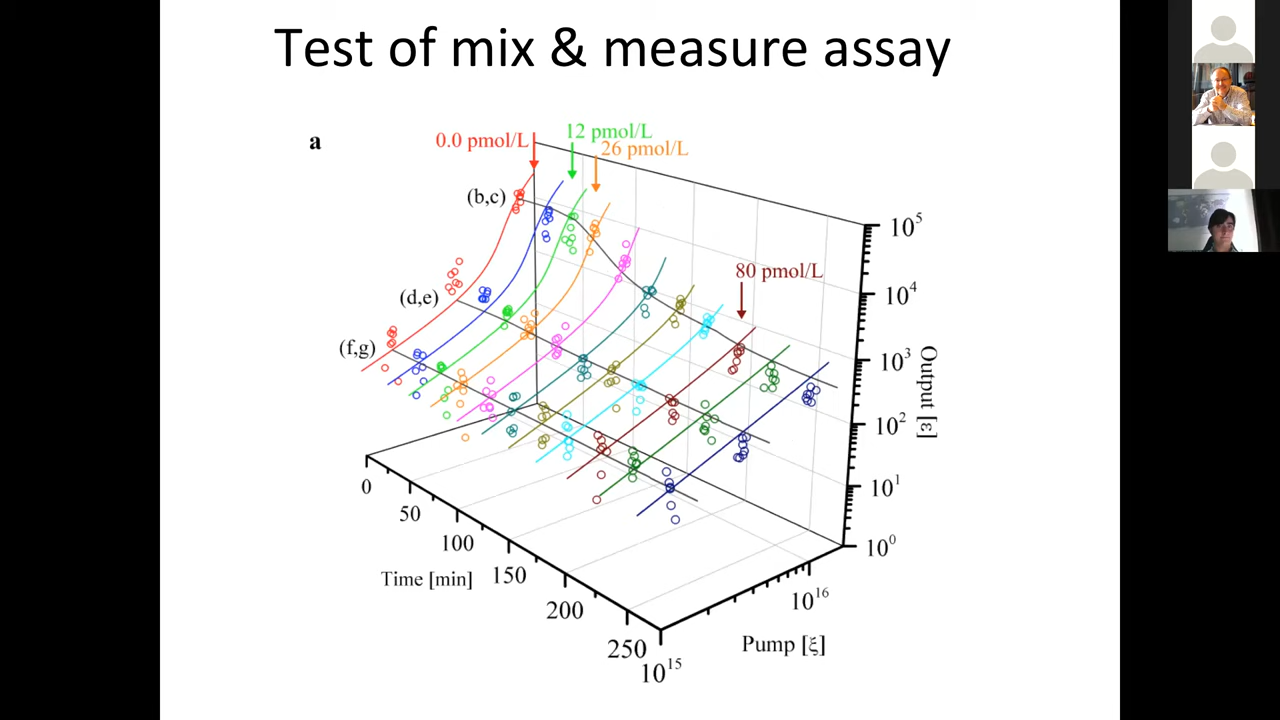 Test of mix & measure assay
a
0.0 pmol/L
12 pmol/L
26 pmol/L
(b,c)
(d,e)
(f,g)
80 pmol/L
10⁵
10⁴
10³
10²
10¹
10⁰
Output [ε]
0
50
100
150
200
250
Time [min]
10¹⁵
10¹⁶
Pump [ξ]